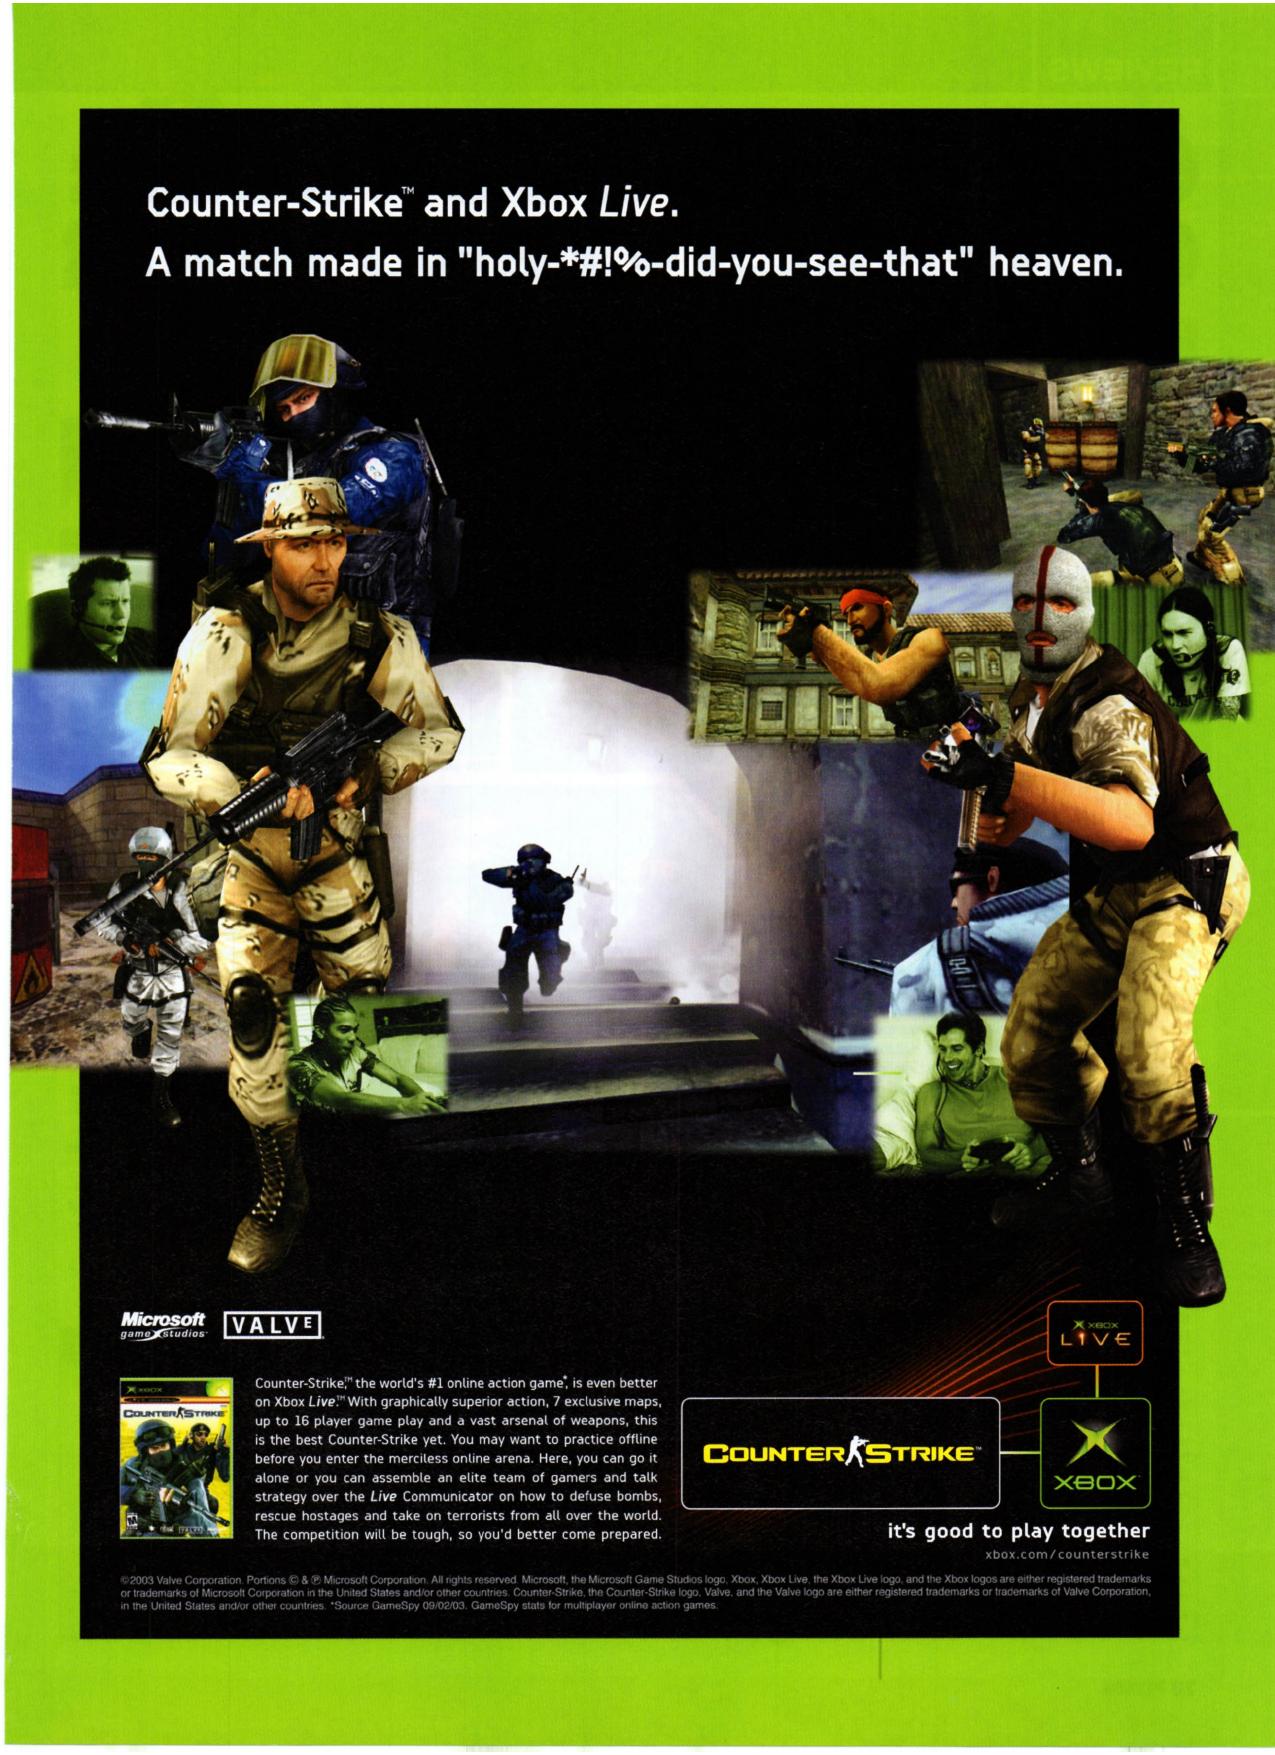 Counter-Strike™ and Xbox Live.
A match made in "holy-*#!%-did-you-see-that" heaven.
Microsoft
game studios
VALVE
XBOX
LIVE
XBOX
COUNTER STRIKE
VALVE
Counter-Strike,™ the world's #1 online action game*, is even better
on Xbox Live.™ With graphically superior action, 7 exclusive maps,
up to 16 player game play and a vast arsenal of weapons, this
is the best Counter-Strike yet. You may want to practice offline
before you enter the merciless online arena. Here, you can go it
alone or you can assemble an elite team of gamers and talk
strategy over the Live Communicator on how to defuse bombs,
rescue hostages and take on terrorists from all over the world.
The competition will be tough, so you'd better come prepared.
COUNTER STRIKE™
XBOX
it's good to play together
xbox.com/counterstrike
©2003 Valve Corporation. Portions © & ℗ Microsoft Corporation. All rights reserved. Microsoft, the Microsoft Game Studios logo, Xbox, Xbox Live, the Xbox Live logo, and the Xbox logos are either registered trademarks
or trademarks of Microsoft Corporation in the United States and/or other countries. Counter-Strike, the Counter-Strike logo, Valve, and the Valve logo are either registered trademarks or trademarks of Valve Corporation,
in the United States and/or other countries. *Source GameSpy 09/02/03. GameSpy stats for multiplayer online action games.